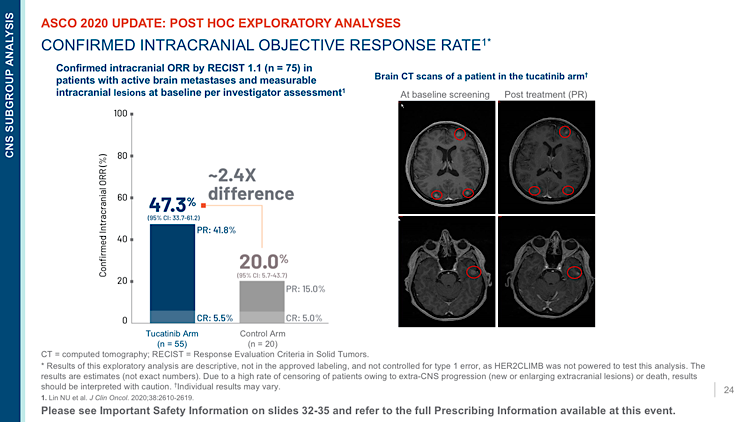 CNS SUBGROUP ANALYSIS
ASCO 2020 UPDATE: POST HOC EXPLORATORY ANALYSES
CONFIRMED INTRACRANIAL OBJECTIVE RESPONSE RATE1*
Confirmed intracranial ORR by RECIST 1.1 (n = 75) in
patients with active brain metastases and measurable
intracranial lesions at baseline per investigator assessment1
Confirmed Intracranial ORR (%)
100
80
60
40
20
0
47.3%
(95% CI: 33.7-61.2)
PR: 41.8%
CR: 5.5%
~2.4X
difference
20.0%
(95% CI: 5.7-43.7)
PR: 15.0%
CR: 5.0%
Tucatinib Arm
(n = 55)
Control Arm
(n = 20)
Brain CT scans of a patient in the tucatinib arm†
At baseline screening
Post treatment (PR)
CT = computed tomography; RECIST = Response Evaluation Criteria in Solid Tumors.
* Results of this exploratory analysis are descriptive, not in the approved labeling, and not controlled for type 1 error, as HER2CLIMB was not powered to test this analysis. The
results are estimates (not exact numbers). Due to a high rate of censoring of patients owing to extra-CNS progression (new or enlarging extracranial lesions) or death, results
should be interpreted with caution. †Individual results may vary.
1. Lin NU et al. J Clin Oncol. 2020;38:2610-2619.
24
Please see Important Safety Information on slides 32-35 and refer to the full Prescribing Information available at this event.